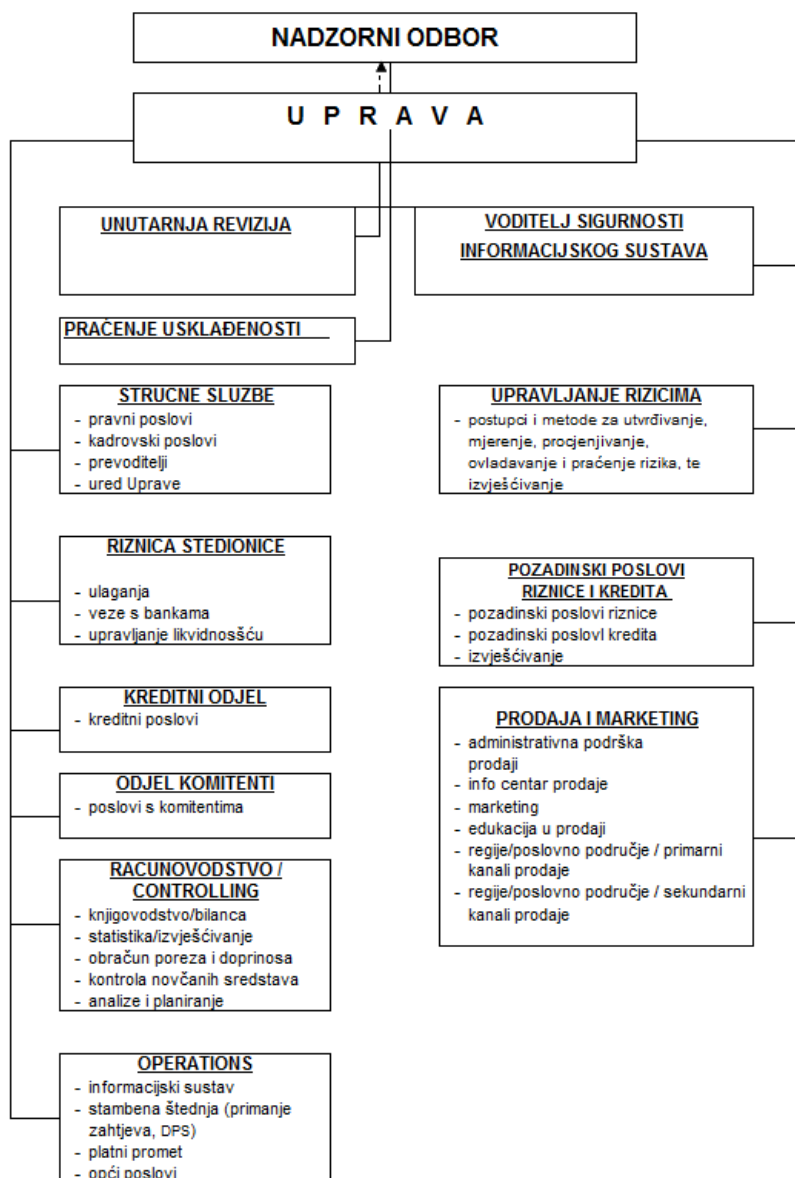 NADZORNI ODBOR
U P R A V A
UNUTARNJA REVIZIJA
VODITELJ SIGURNOSTI
INFORMACIJSKOG SUSTAVA
PRAĆENJE USKLAĐENOSTI
STRUCNE SLUZBE
- pravni poslovi
- kadrovski poslovi
- prevoditelji
- ured Uprave
UPRAVLJANJE RIZICIMA
- postupci i metode za utvrđivanje,
mjerenje, procjenjivanje,
ovladavanje i praćenje rizika, te
izvješćivanje
RIZNICA STEDIONICE
- ulaganja
- veze s bankama
- upravljanje likvidnosšću
POZADINSKI POSLOVI
RIZNICE I KREDITA
- pozadinski poslovi riznice
- pozadinski poslovl kredita
- izvješćivanje
KREDITNI ODJEL
- kreditni poslovi
ODJEL KOMITENTI
- poslovi s komitentima
PRODAJA I MARKETING
- administrativna podrška
prodaji
- info centar prodaje
- marketing
- edukacija u prodaji
- regije/poslovno područje / primarni
kanali prodaje
- regije/poslovno područje / sekundarni
kanali prodaje
RACUNOVODSTVO /
CONTROLLING
- knjigovodstvo/bilanca
- statistika/izvješćivanje
- obračun poreza i doprinosa
- kontrola novčanih sredstava
- analize i planiranje
OPERATIONS
- informacijski sustav
- stambena štednja (primanje
zahtjeva, DPS)
- platni promet
- opći poslovi